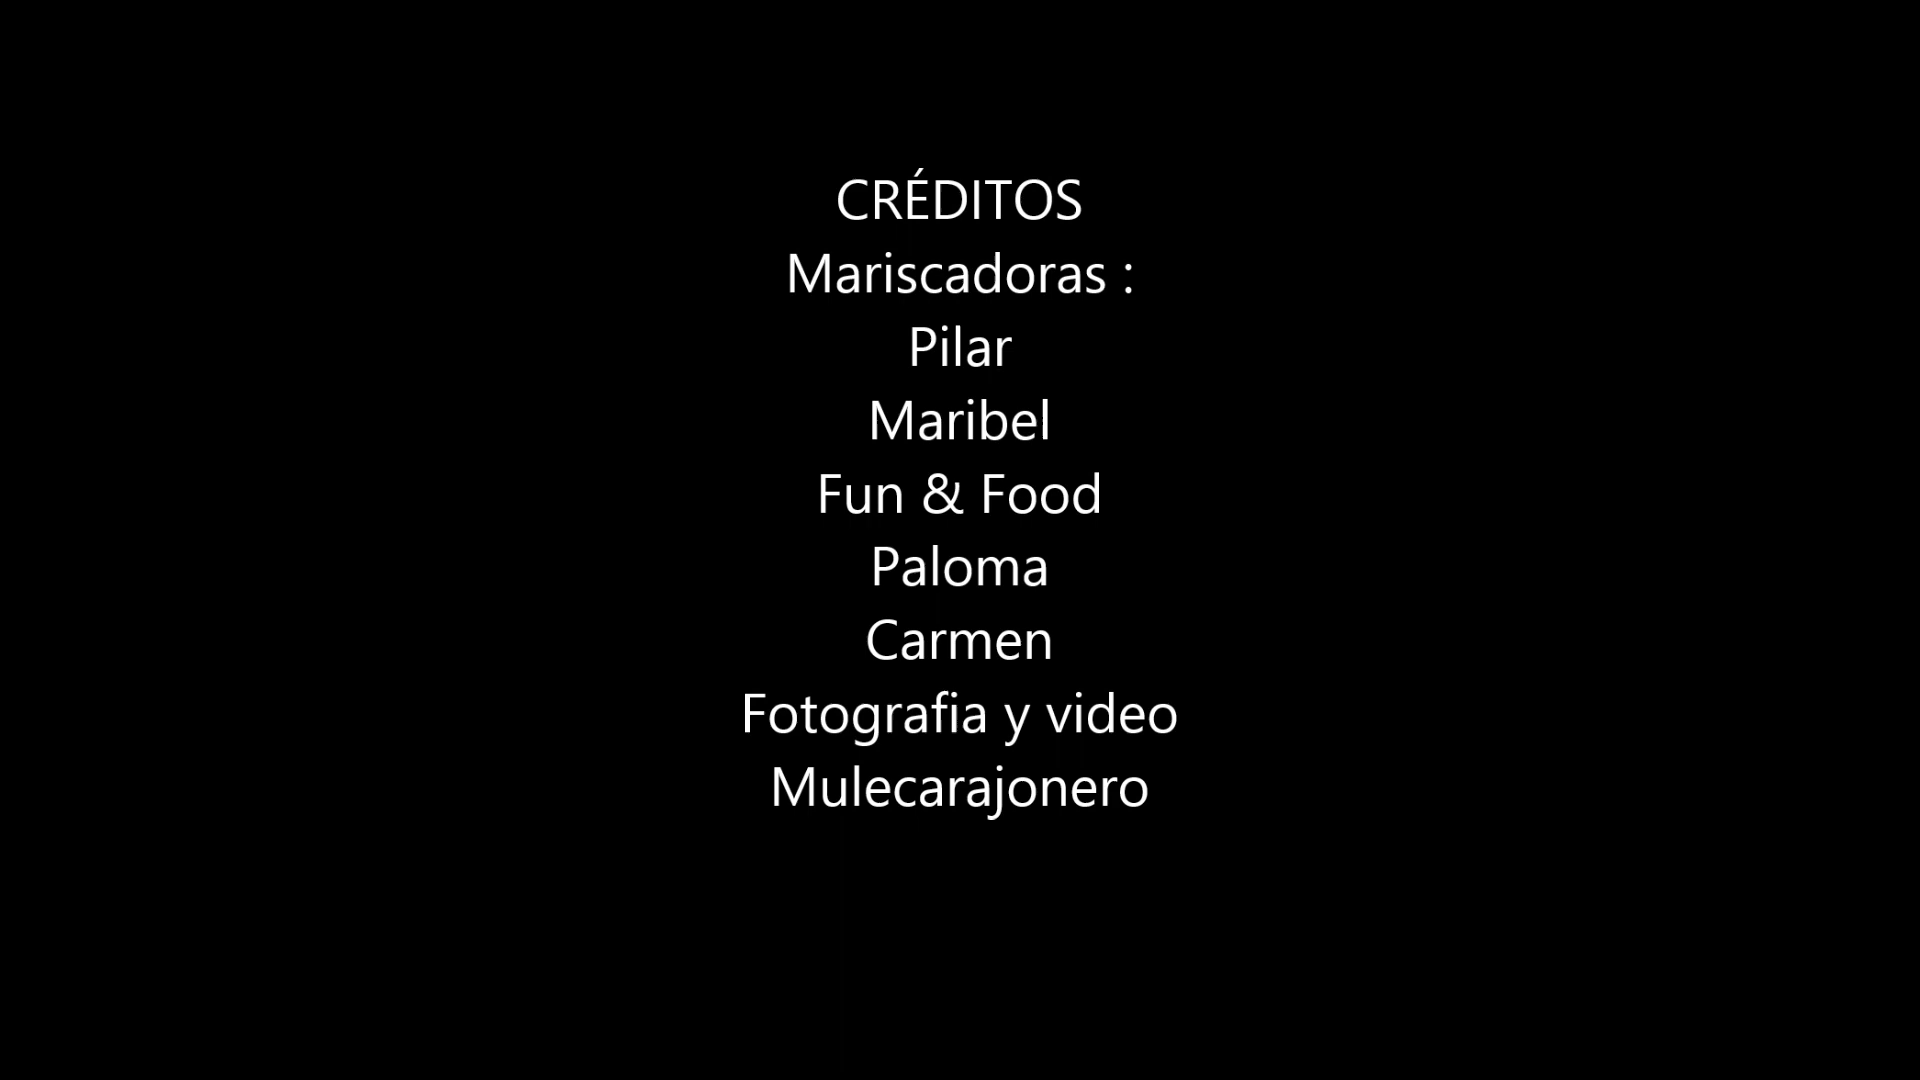 CRÉDITOS
Mariscadoras :
Pilar
Maribel
Fun & Food
Paloma
Carmen
Fotografia y video
Mulecarajonero